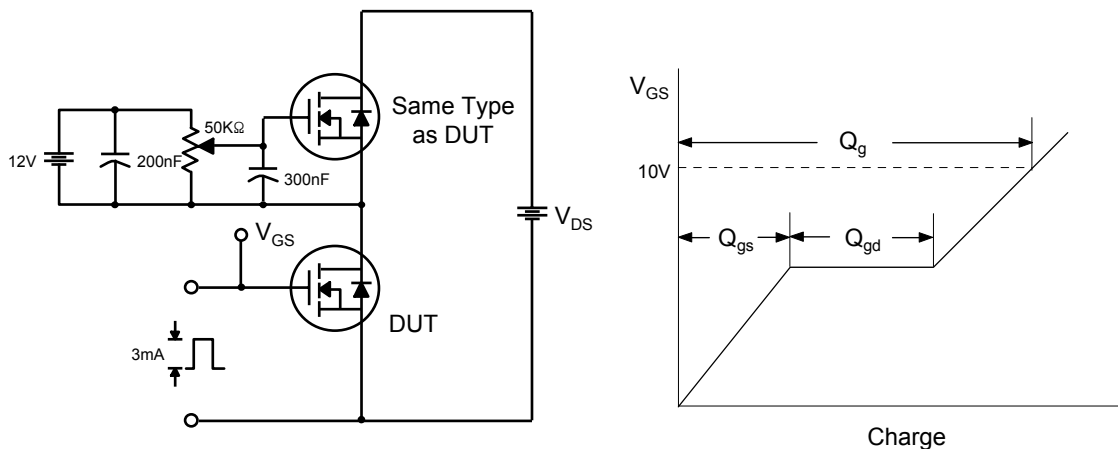 Same Type
as DUT
50KΩ
12V
200nF
300nF
V_GS
V_DS
DUT
3mA
V_GS
Q_g
10V
Q_gs
Q_gd
Charge